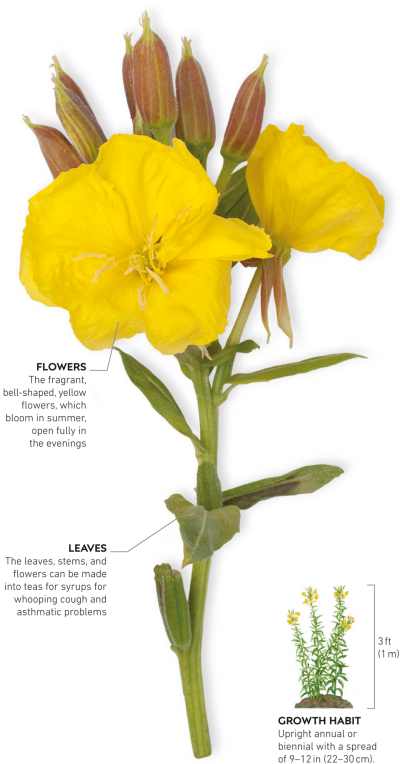 FLOWERS
The fragrant,
bell-shaped, yellow
flowers, which
bloom in summer,
open fully in
the evenings
LEAVES
The leaves, stems, and
flowers can be made
into teas for syrups for
whooping cough and
asthmatic problems
3 ft
(1 m)
GROWTH HABIT
Upright annual or
biennial with a spread
of 9–12 in (22–30 cm).